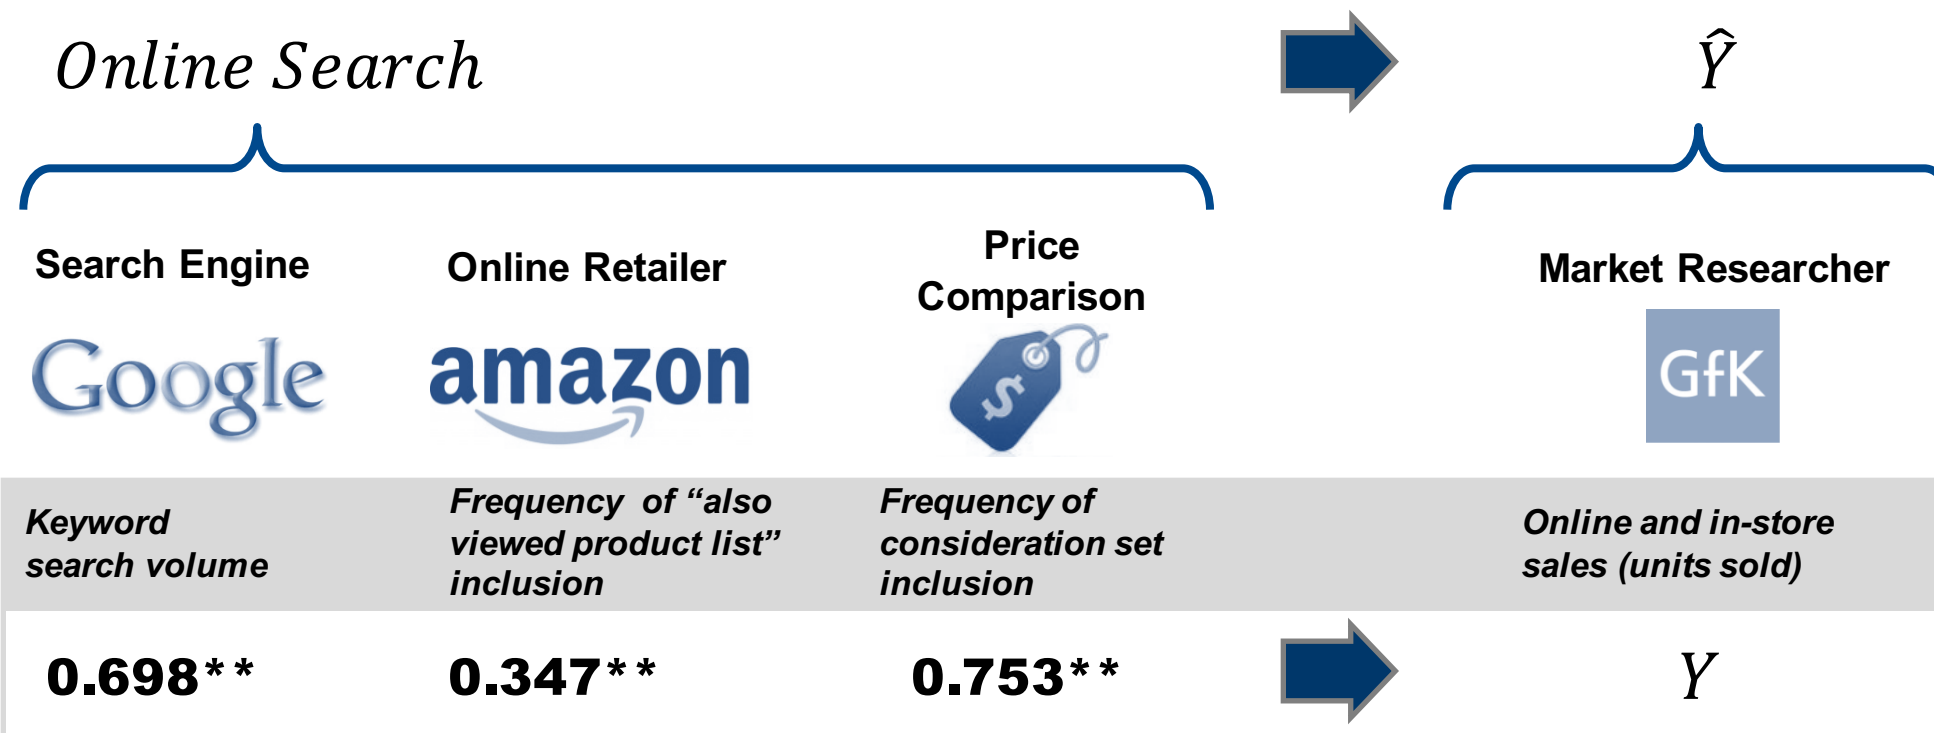 Online Search
Ŷ
Search Engine
Online Retailer
Price
Comparison
Market Researcher
Google
amazon
$
GfK
Keyword
search volume
Frequency of “also
viewed product list”
inclusion
Frequency of
consideration set
inclusion
Online and in-store
sales (units sold)
0.698**
0.347**
0.753**
Y